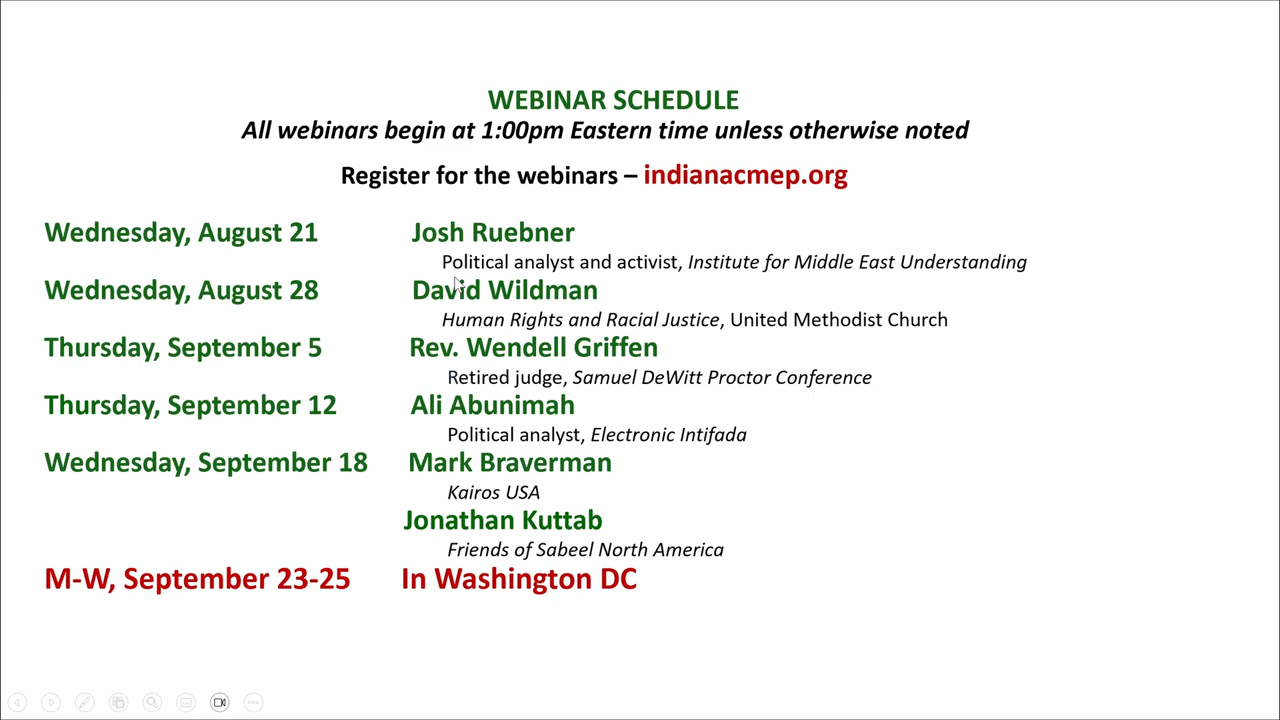 WEBINAR SCHEDULE
All webinars begin at 1:00pm Eastern time unless otherwise noted
Register for the webinars – indianacmep.org
Wednesday, August 21 Josh Ruebner
Political analyst and activist, Institute for Middle East Understanding
Wednesday, August 28 David Wildman
Human Rights and Racial Justice, United Methodist Church
Thursday, September 5 Rev. Wendell Griffen
Retired judge, Samuel DeWitt Proctor Conference
Thursday, September 12 Ali Abunimah
Political analyst, Electronic Intifada
Wednesday, September 18 Mark Braverman
Kairos USA
Jonathan Kuttab
Friends of Sabeel North America
M-W, September 23-25 In Washington DC